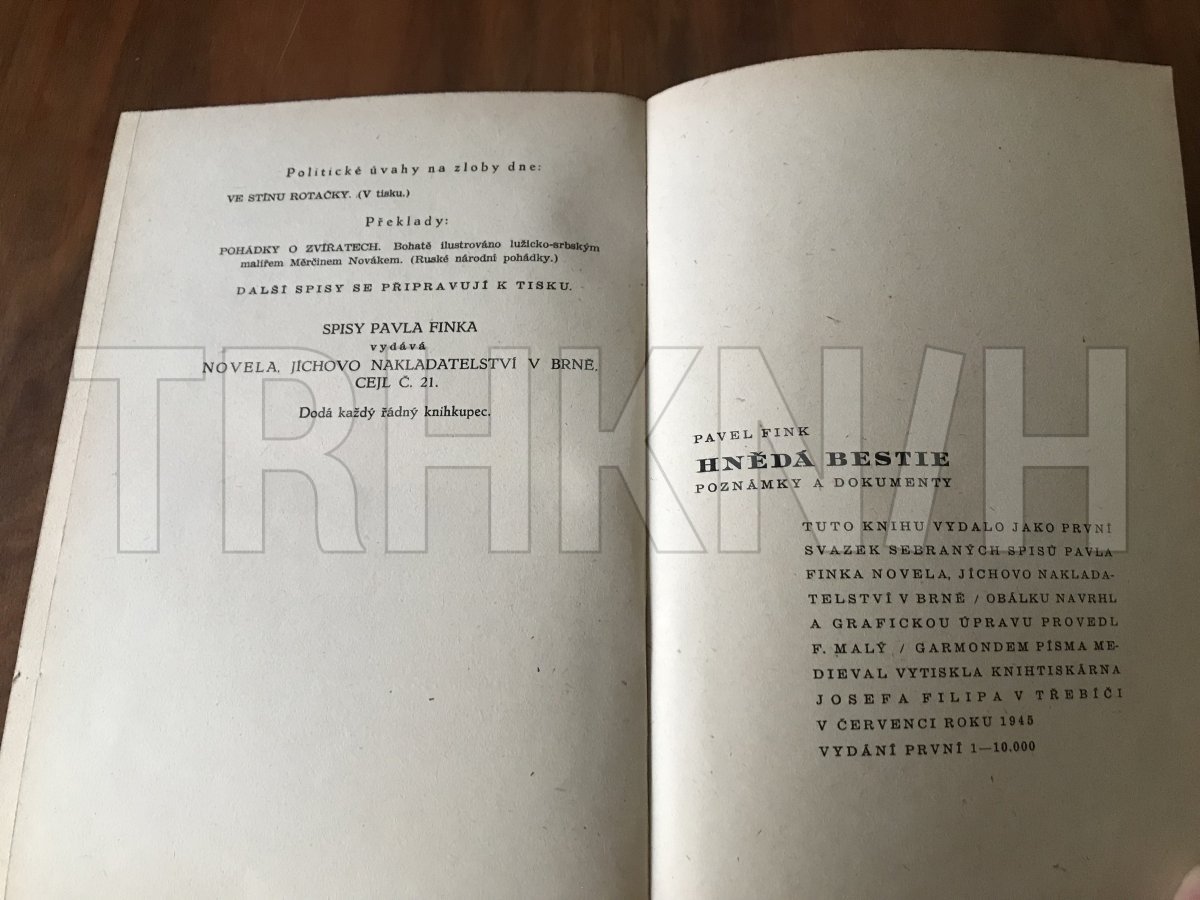 Politické úvahy na zloby dne:
VE STÍNU ROTAČKY. (V tisku.)
Překlady:
POHÁDKY O ZVÍŘATECH. Bohatě ilustrováno lužicko-srbským
malířem Měrčinem Novákem. (Ruské národní pohádky.)
DALŠÍ SPISY SE PŘIPRAVUJÍ K TISKU.
SPISY PAVLA FINKA
vydává
NOVELA, JÍCHOVO NAKLADATELSTVÍ V BRNĚ,
CEJL Č. 21.
Dodá každý řádný knihkupec.
TRHKNIH
PAVEL FINK
HNĚDÁ BESTIE
POZNÁMKY A DOKUMENTY
TUTO KNIHU VYDALO JAKO PRVNÍ
SVAZEK SEBRANÝCH SPISŮ PAVLA
FINKA NOVELA, JÍCHOVO NAKLADA-
TELSTVÍ V BRNĚ / OBÁLKU NAVRHL
A GRAFICKOU ÚPRAVU PROVEDL
F. MALÝ / GARMONDEM PÍSMA ME-
DIEVAL VYTISKLA KNIHTISKÁRNA
JOSEFA FILIPA V TŘEBÍČI
V ČERVENCI ROKU 1945
VYDÁNÍ PRVNÍ 1—10.000